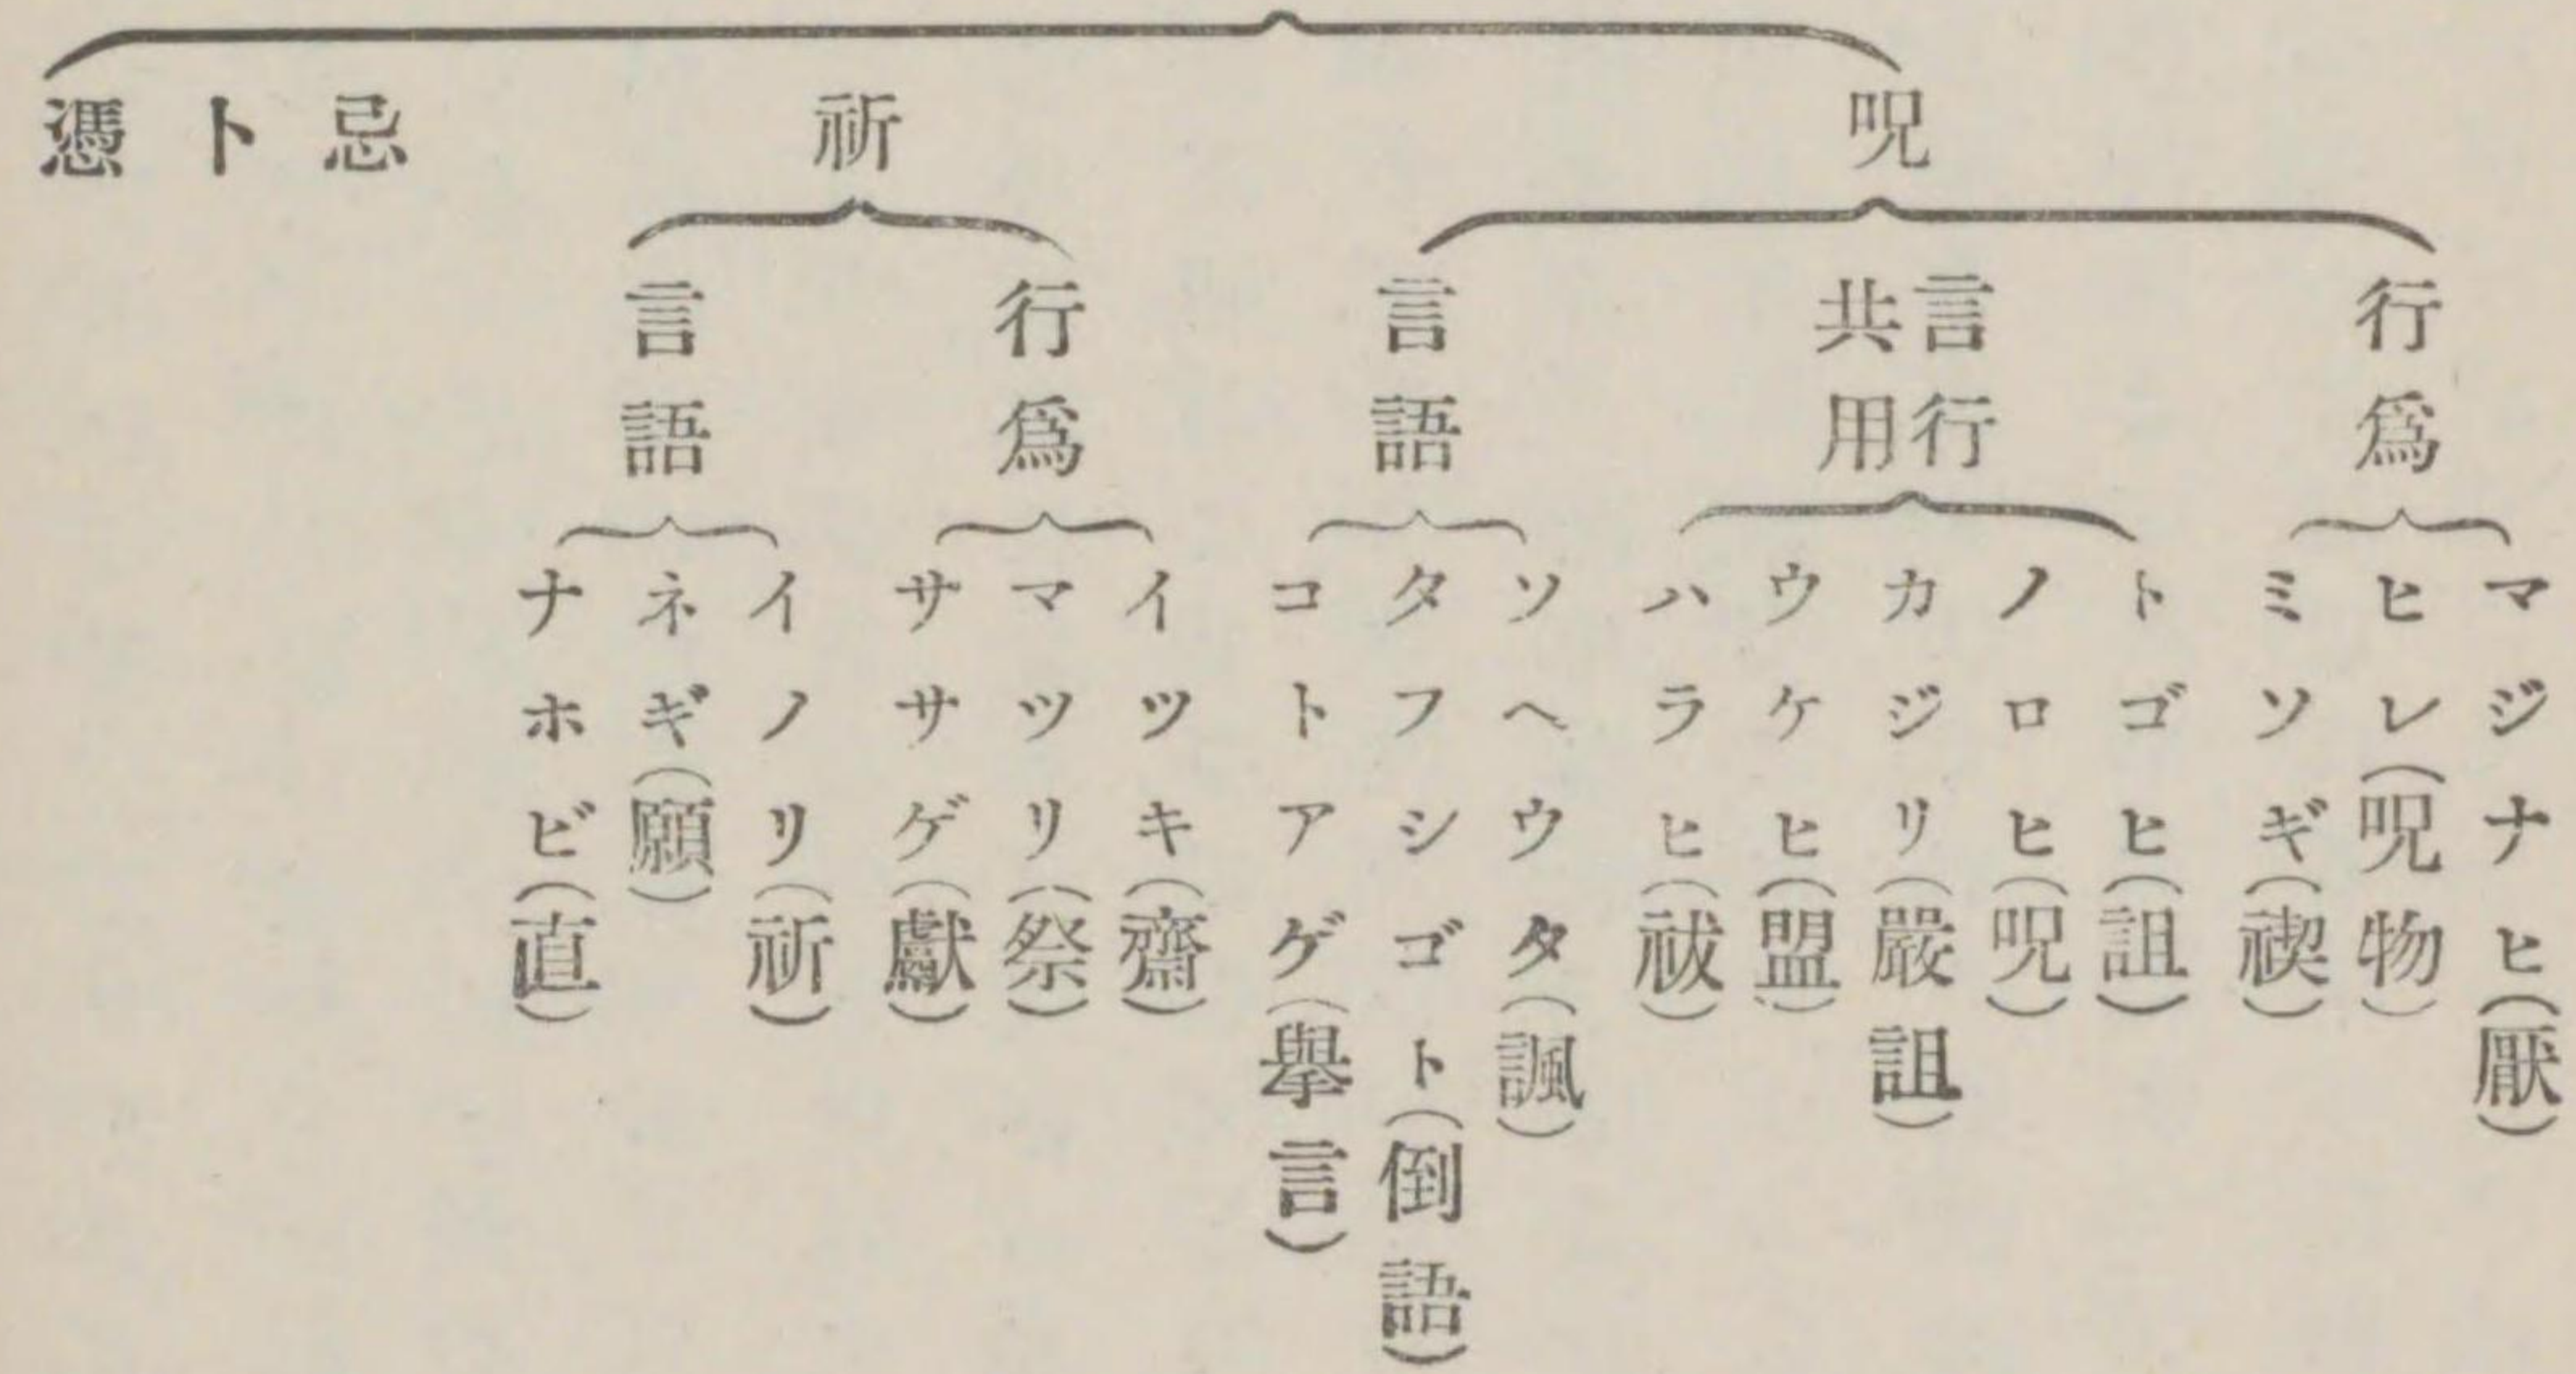 呪
行爲
マジナヒ(厭)
ヒレ(呪物)
ミソギ(禊)
言行
共用
トゴヒ(詛)
ノロヒ(呪)
カジリ(嚴詛)
ウケヒ(盟)
ハラヒ(祓)
言語
ソヘウタ(諷)
タフシゴト(倒語)
コトアゲ(擧言)
祈
行爲
イツキ(齋)
マツリ(祭)
ササゲ(獻)
言語
イノリ(祈)
ネギ(願)
ナホビ(直)
忌
卜
憑